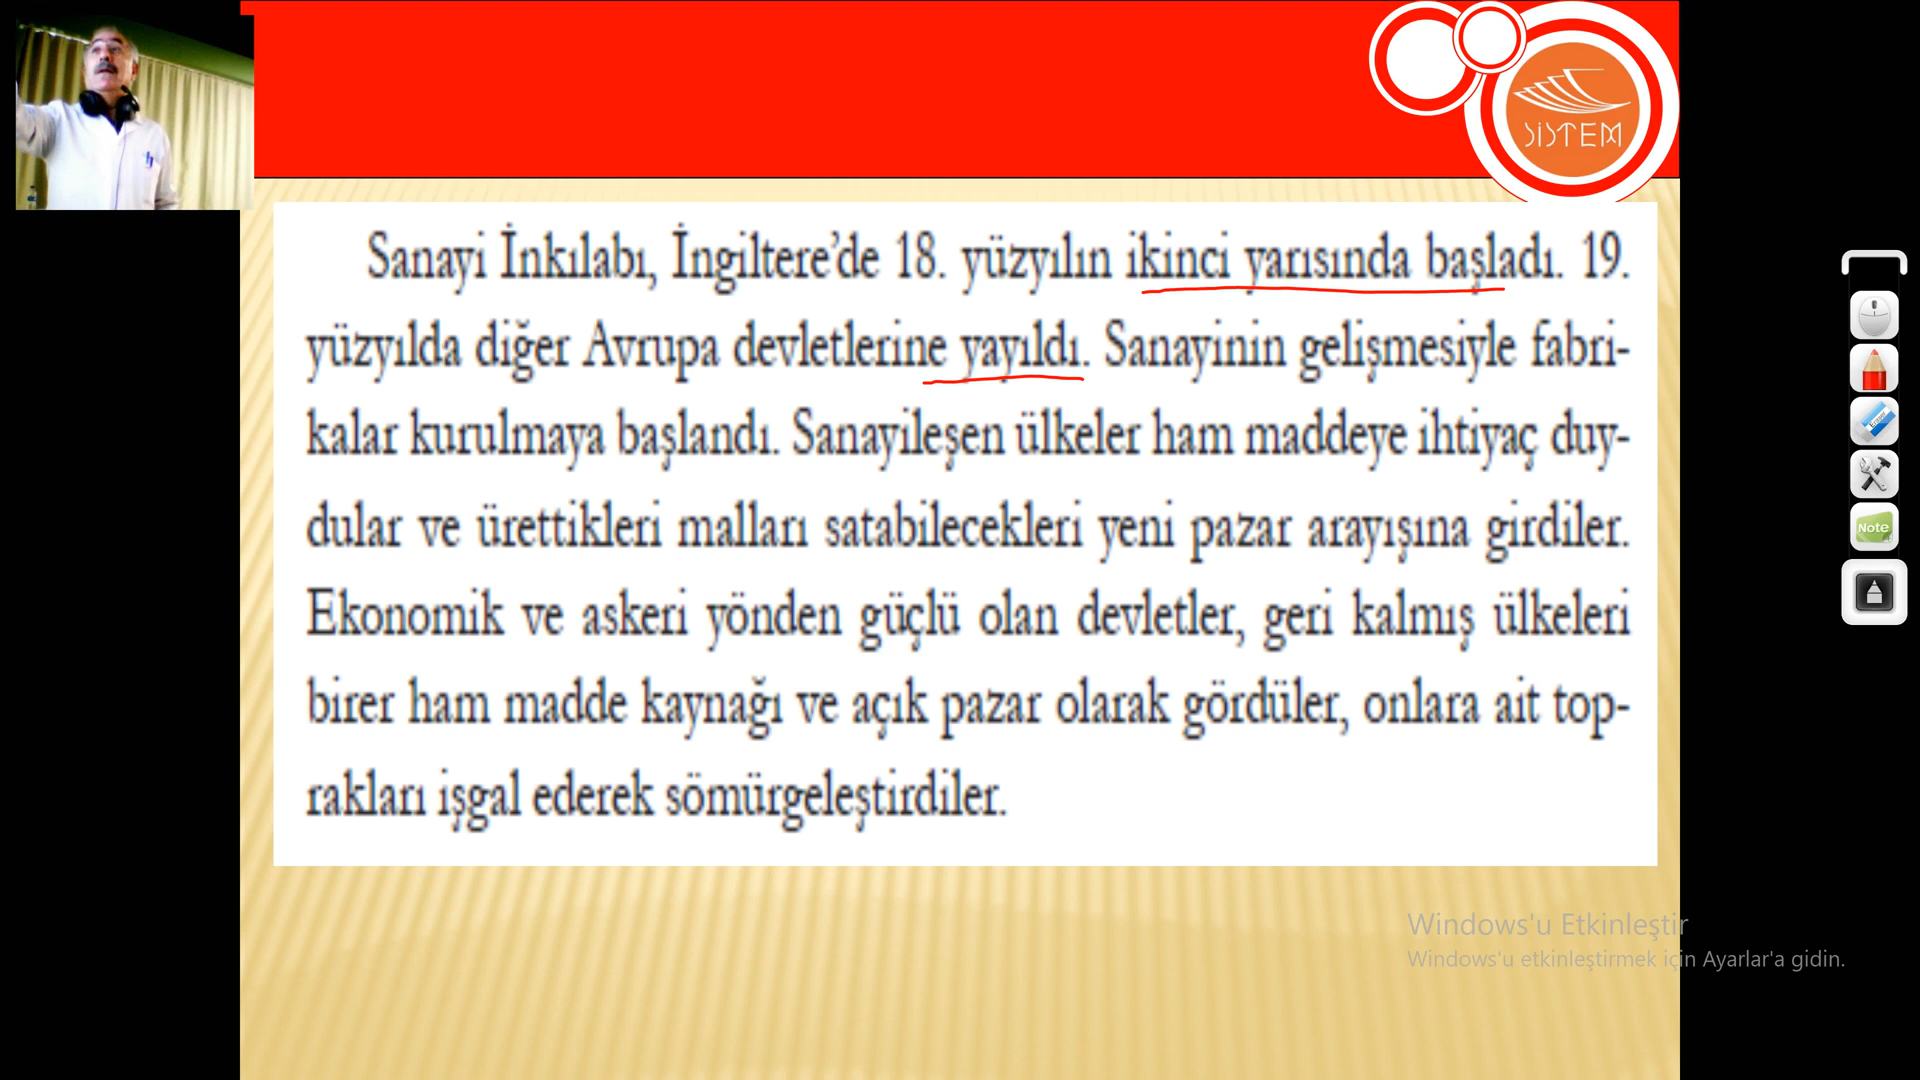 SİSTEM
Sanayi İnkılabı, İngiltere’de 18. yüzyılın ikinci yarısında başladı. 19.
yüzyılda diğer Avrupa devletlerine yayıldı. Sanayinin gelişmesiyle fabri-
kalar kurulmaya başlandı. Sanayileşen ülkeler ham maddeye ihtiyaç duy-
dular ve ürettikleri malları satabilecekleri yeni pazar arayışına girdiler.
Ekonomik ve askeri yönden güçlü olan devletler, geri kalmış ülkeleri
birer ham madde kaynağı ve açık pazar olarak gördüler, onlara ait top-
rakları işgal ederek sömürgeleştirdiler.
Note
Windows'u Etkinleştir
Windows'u etkinleştirmek için Ayarlar'a gidin.